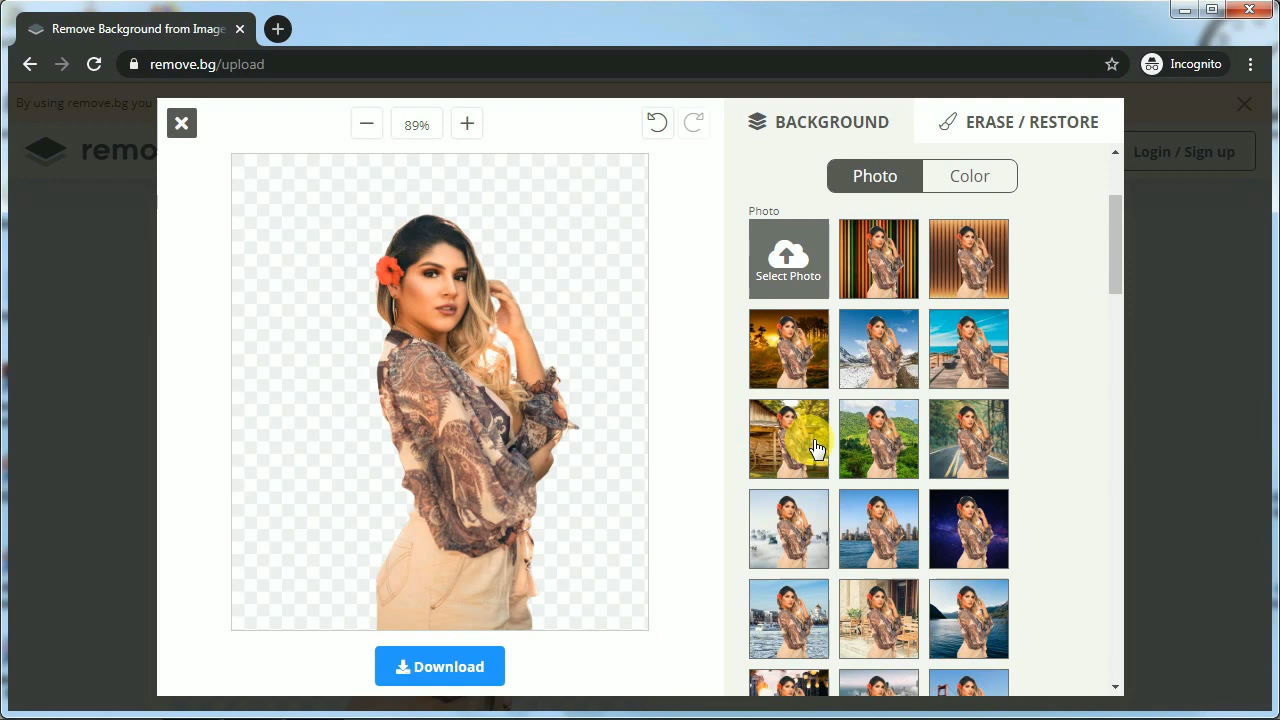 Remove Background from Image
remove.bg/upload
Incognito
By using remove.bg you
remo
Login / Sign up
89%
BACKGROUND
ERASE / RESTORE
Photo
Color
Photo
Select Photo
Download